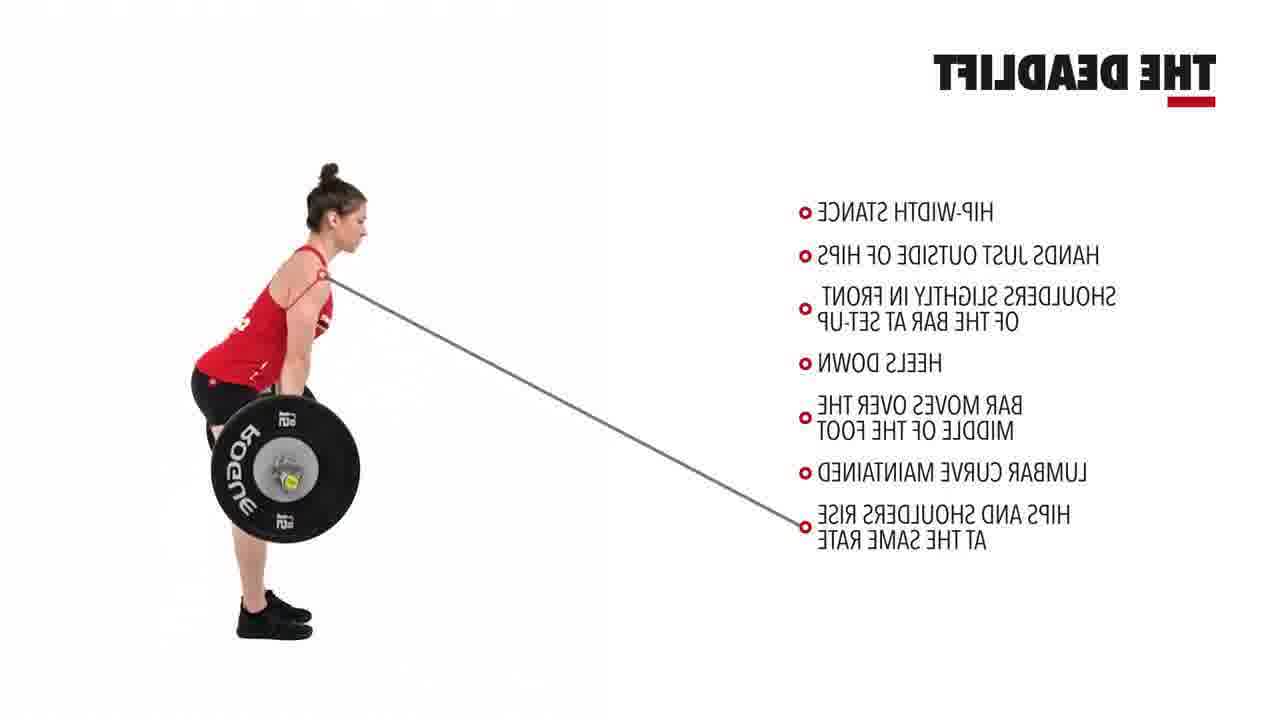 THE DEADLIFT
HIP-WIDTH STANCE
HANDS JUST OUTSIDE OF HIPS
SHOULDERS SLIGHTLY IN FRONT
OF THE BAR AT SET-UP
HEELS DOWN
BAR MOVES OVER THE
MIDDLE OF THE FOOT
LUMBAR CURVE MAINTAINED
HIPS AND SHOULDERS RISE
AT THE SAME RATE
ROGUE